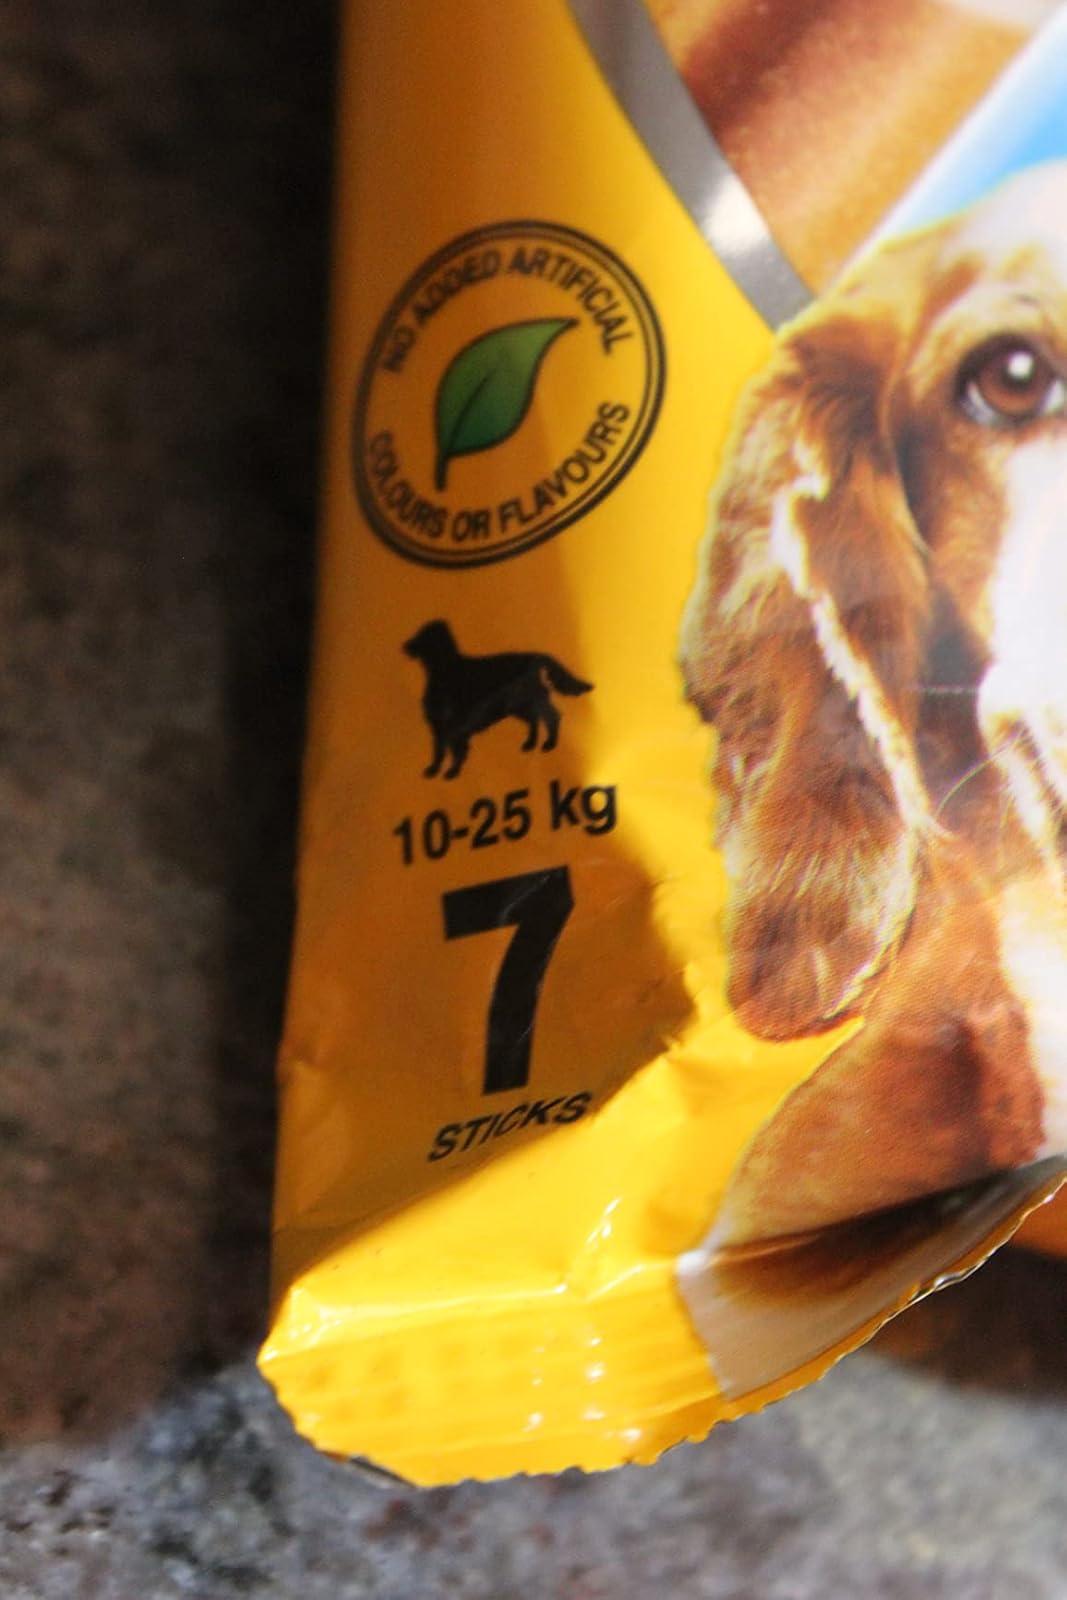 NO ADDED ARTIFICIAL
COLOURS OR FLAVOURS
10-25 kg
7
STICKS